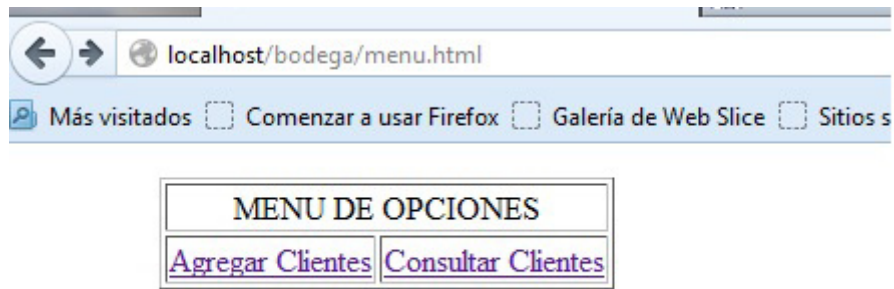 localhost/bodega/menu.html
Más visitados Comenzar a usar Firefox Galería de Web Slice Sitios s
MENU DE OPCIONES
Agregar Clientes Consultar Clientes